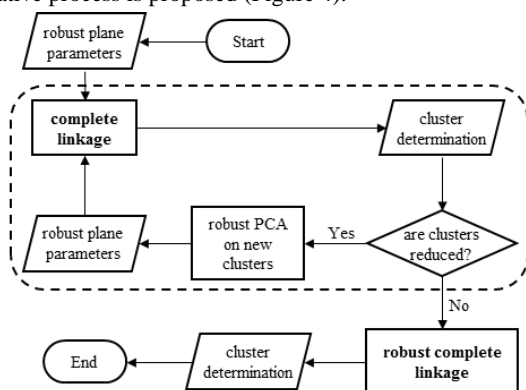 ative process is proposed (Figure 4).
robust plane
parameters
Start
complete
linkage
cluster
determination
robust plane
parameters
robust PCA
on new
clusters
Yes
are clusters
reduced?
No
End
cluster
determination
robust complete
linkage